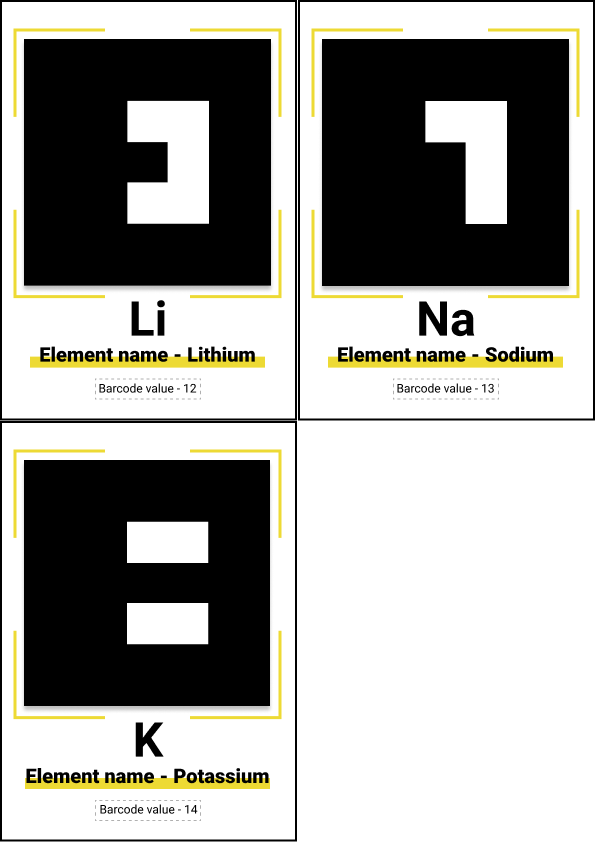 Li
Element name - Lithium
Barcode value - 12
Na
Element name - Sodium
Barcode value - 13
K
Element name - Potassium
Barcode value - 14